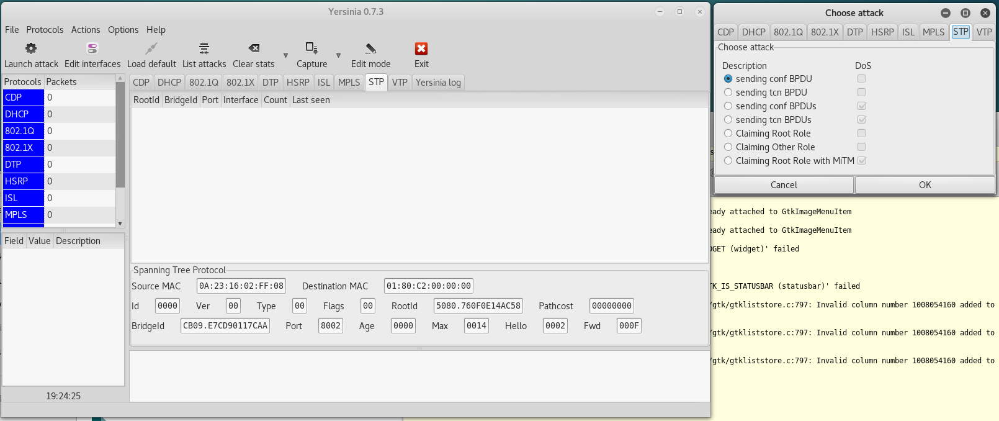 Yersinia 0.7.3
File Protocols Actions Options Help
Launch attack Edit interfaces Load default List attacks Clear stats Capture Edit mode Exit
Protocols Packets
CDP 0
DHCP 0
802.1Q 0
802.1X 0
DTP 0
HSRP 0
ISL 0
MPLS 0
Field Value Description
19:24:25
CDP DHCP 802.1Q 802.1X DTP HSRP ISL MPLS STP VTP Yersinia log
RootId BridgeId Port Interface Count Last seen
Spanning Tree Protocol
Source MAC 0A:23:16:02:FF:08 Destination MAC 01:80:C2:00:00:00
Id 0000 Ver 00 Type 00 Flags 00 RootId 5080.760F0E14AC58 Pathcost 00000000
BridgeId CB09.E7CD90117CAA Port 8002 Age 0000 Max 0014 Hello 0002 Fwd 000F
Choose attack
CDP DHCP 802.1Q 802.1X DTP HSRP ISL MPLS STP VTP
Choose attack
Description DoS
sending conf BPDU
sending tcn BPDU
sending conf BPDUs
sending tcn BPDUs
Claiming Root Role
Claiming Other Role
Claiming Root Role with MiTM
Cancel OK
attached to GtkImageMenuItem
attached to GtkImageMenuItem
(widget)' failed
(statusbar)' failed
/gtk/gtkliststore.c:797: Invalid column number 1008054160 added to
/gtk/gtkliststore.c:797: Invalid column number 1008054160 added to
/gtk/gtkliststore.c:797: Invalid column number 1008054160 added to